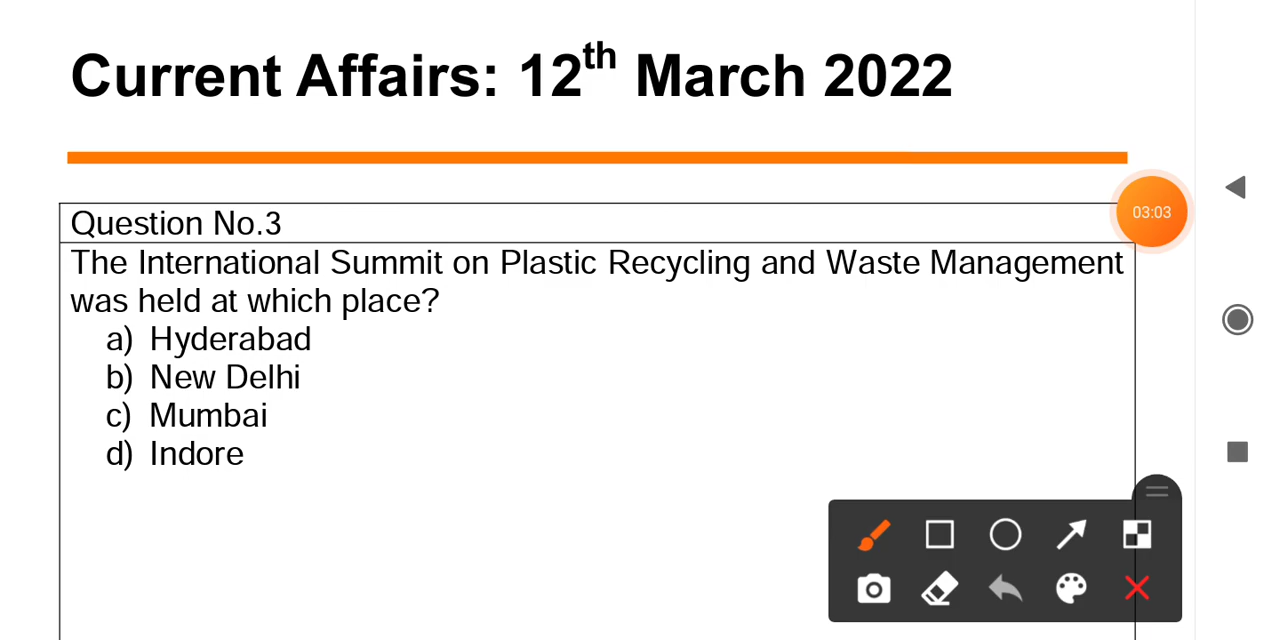 Current Affairs: 12th March 2022
03:03
Question No.3
The International Summit on Plastic Recycling and Waste Management
was held at which place?
a) Hyderabad
b) New Delhi
c) Mumbai
d) Indore